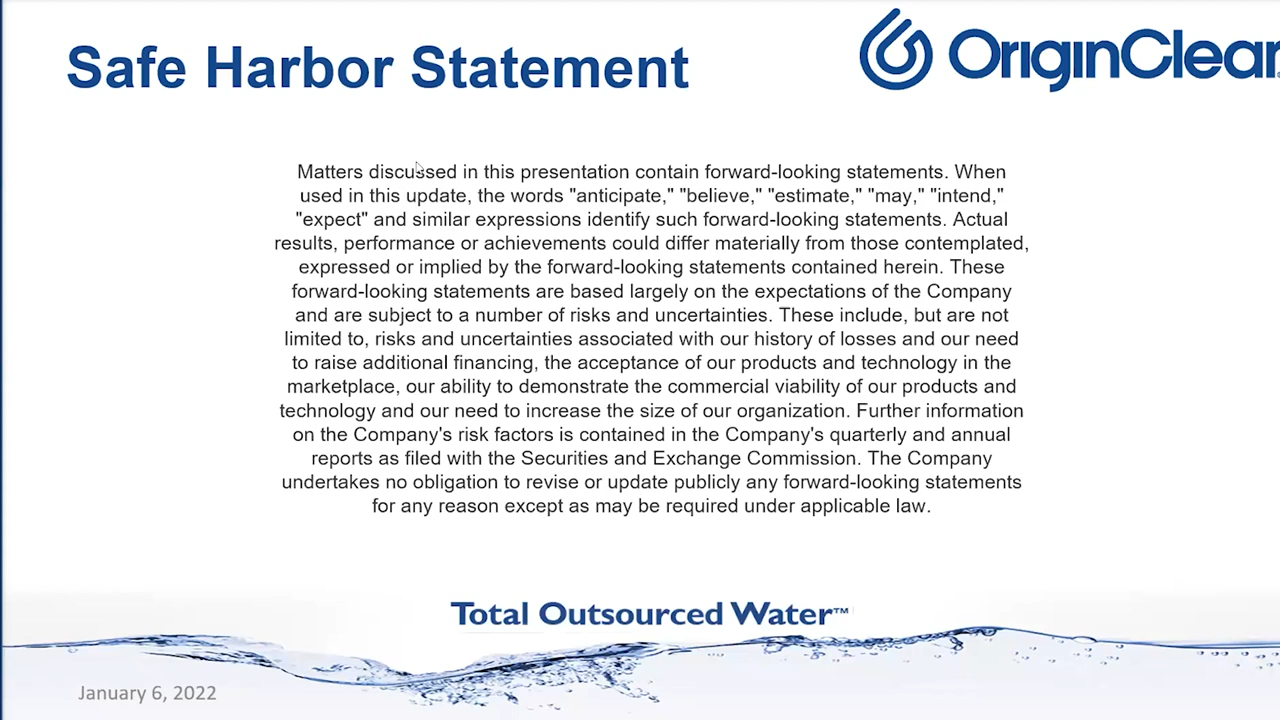 Safe Harbor Statement
OriginClear
Matters discussed in this presentation contain forward-looking statements. When
used in this update, the words "anticipate," "believe," "estimate," "may," "intend,"
"expect" and similar expressions identify such forward-looking statements. Actual
results, performance or achievements could differ materially from those contemplated,
expressed or implied by the forward-looking statements contained herein. These
forward-looking statements are based largely on the expectations of the Company
and are subject to a number of risks and uncertainties. These include, but are not
limited to, risks and uncertainties associated with our history of losses and our need
to raise additional financing, the acceptance of our products and technology in the
marketplace, our ability to demonstrate the commercial viability of our products and
technology and our need to increase the size of our organization. Further information
on the Company's risk factors is contained in the Company's quarterly and annual
reports as filed with the Securities and Exchange Commission. The Company
undertakes no obligation to revise or update publicly any forward-looking statements
for any reason except as may be required under applicable law.
Total Outsourced Water™
January 6, 2022